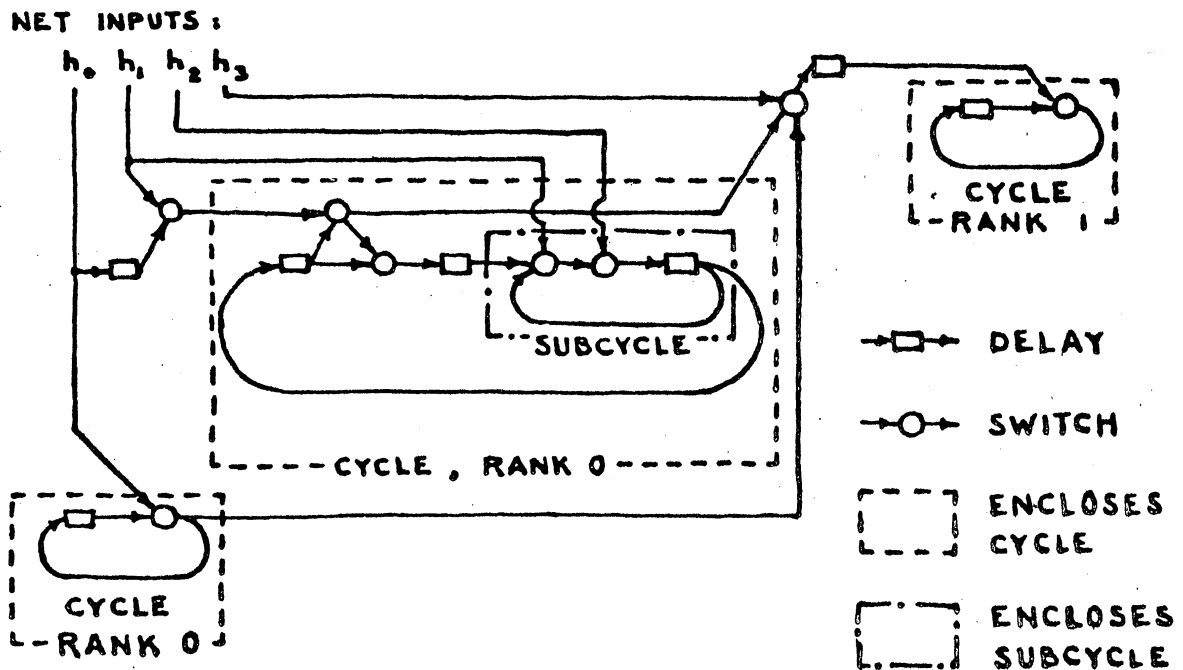 NET INPUTS:
h₀ h₁ h₂ h₃
CYCLE
RANK 1
SUBCYCLE
CYCLE, RANK 0
CYCLE
RANK 0
DELAY
SWITCH
ENCLOSES
CYCLE
ENCLOSES
SUBCYCLE